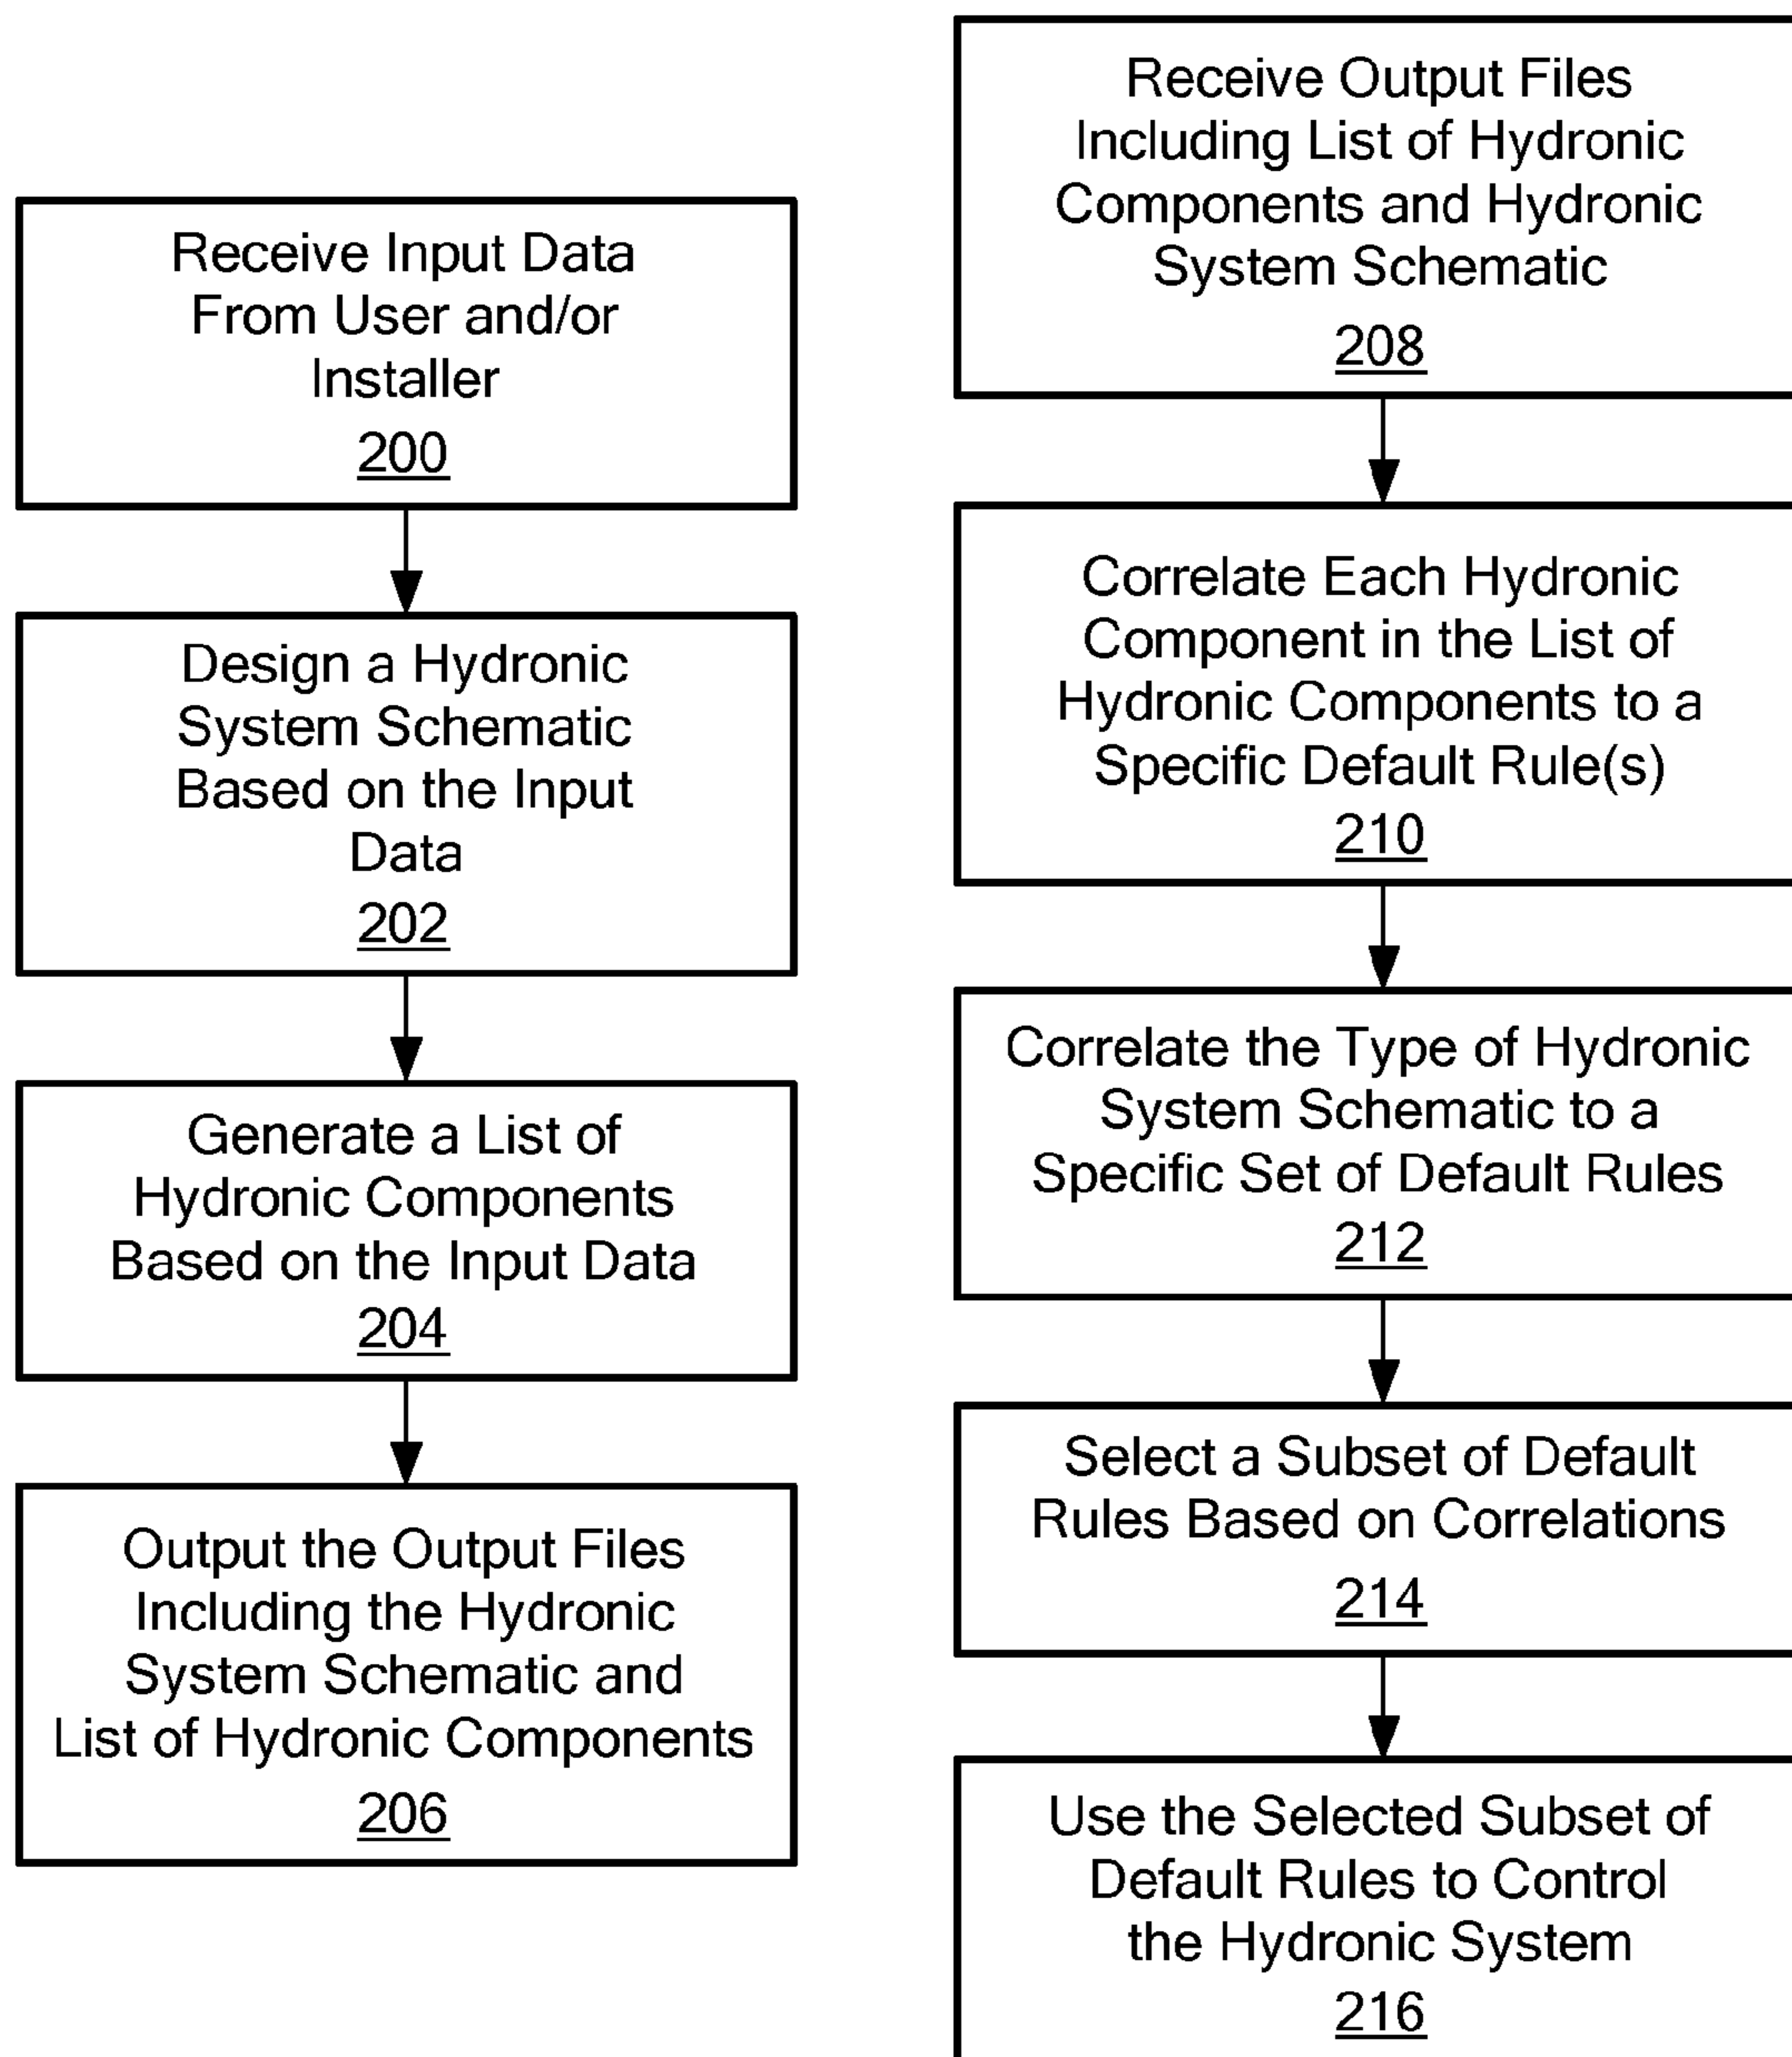 Receive Input Data
From User and/or
Installer
200
Design a Hydronic
System Schematic
Based on the Input
Data
202
Generate a List of
Hydronic Components
Based on the Input Data
204
Output the Output Files
Including the Hydronic
System Schematic and
List of Hydronic Components
206
Receive Output Files
Including List of Hydronic
Components and Hydronic
System Schematic
208
Correlate Each Hydronic
Component in the List of
Hydronic Components to a
Specific Default Rule(s)
210
Correlate the Type of Hydronic
System Schematic to a
Specific Set of Default Rules
212
Select a Subset of Default
Rules Based on Correlations
214
Use the Selected Subset of
Default Rules to Control
the Hydronic System
216